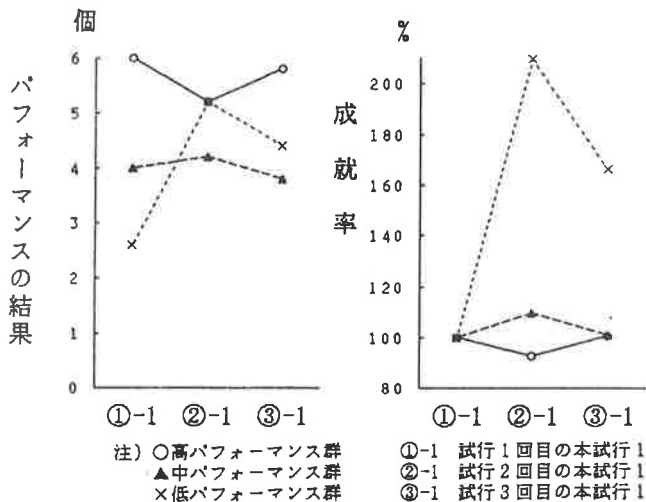 個
パフォーマンスの結果
6
5
4
3
2
1
0
①-1 ②-1 ③-1
注）○高パフォーマンス群
▲中パフォーマンス群
×低パフォーマンス群
%
成就率
200
180
160
140
120
100
80
①-1 ②-1 ③-1
①-1 試行1回目の本試行1
②-1 試行2回目の本試行1
③-1 試行3回目の本試行1